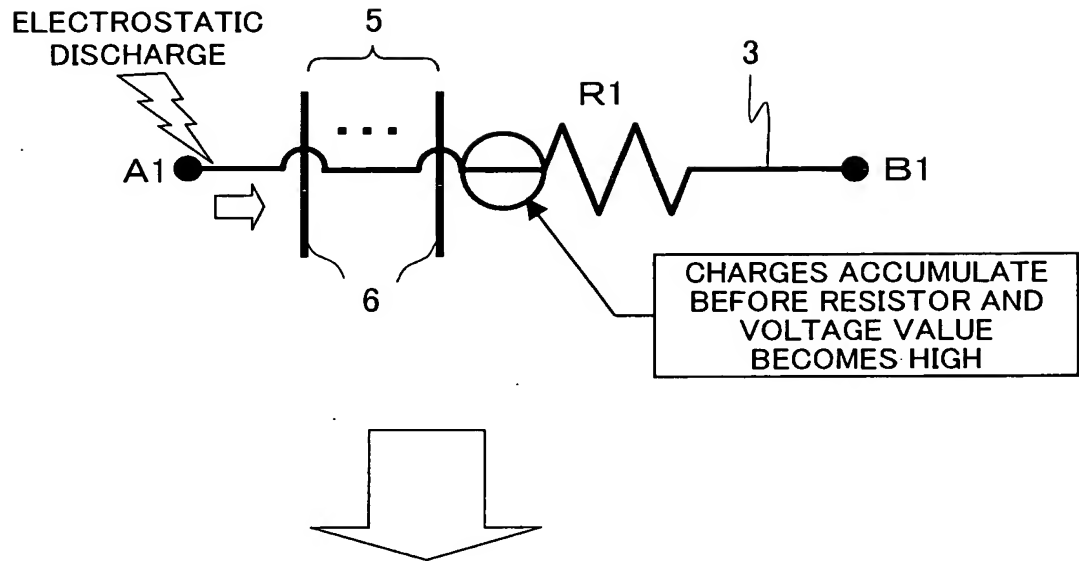 ELECTROSTATIC
DISCHARGE
5
3
R1
...
A1
B1
6
CHARGES ACCUMULATE
BEFORE RESISTOR AND
VOLTAGE VALUE
BECOMES HIGH